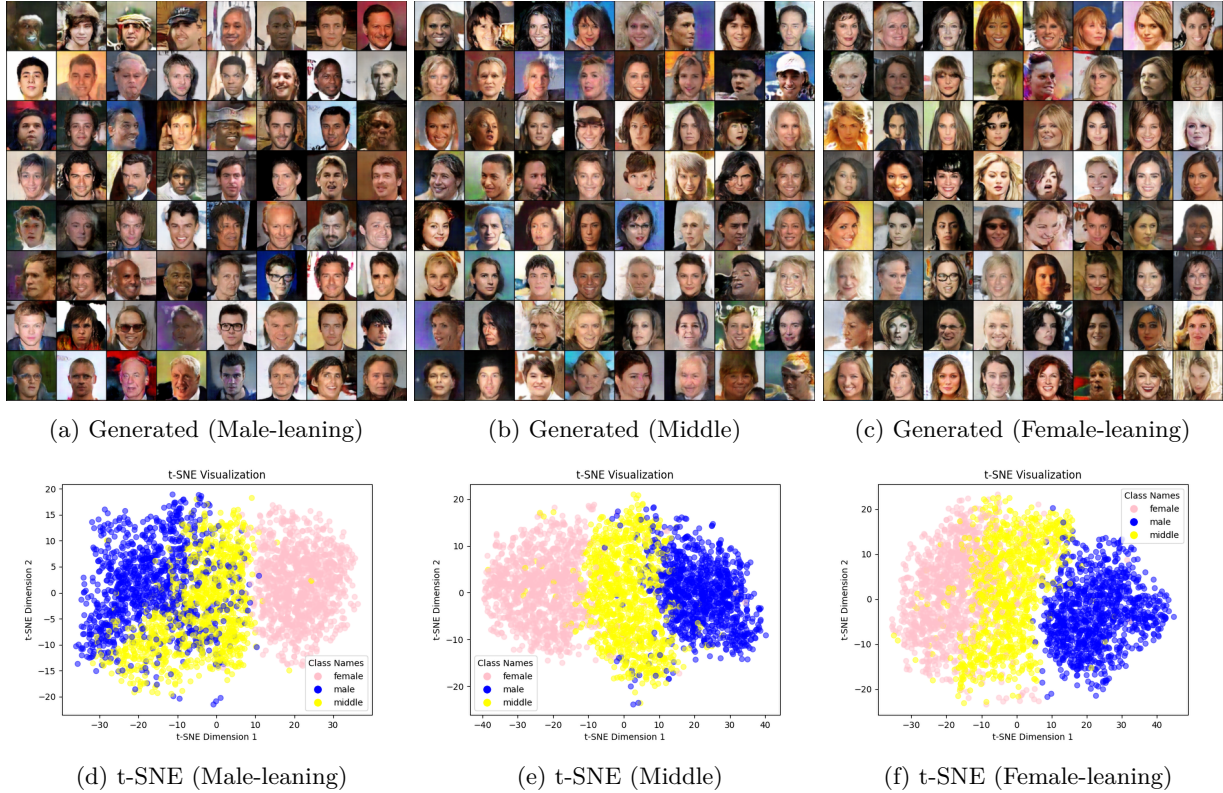 (a) Generated (Male-leaning)
(b) Generated (Middle)
(c) Generated (Female-leaning)
t-SNE Visualization
20
15
10
5
0
−5
−10
−15
−20
t-SNE Dimension 2
Class Names
female
male
middle
−30
−20
−10
0
10
20
30
t-SNE Dimension 1
t-SNE Visualization
20
10
0
−10
−20
t-SNE Dimension 2
Class Names
female
male
middle
−40
−30
−20
−10
0
10
20
30
40
t-SNE Dimension 1
t-SNE Visualization
20
10
0
−10
−20
t-SNE Dimension 2
Class Names
female
male
middle
−30
−20
−10
0
10
20
30
40
t-SNE Dimension 1
(d) t-SNE (Male-leaning)
(e) t-SNE (Middle)
(f) t-SNE (Female-leaning)